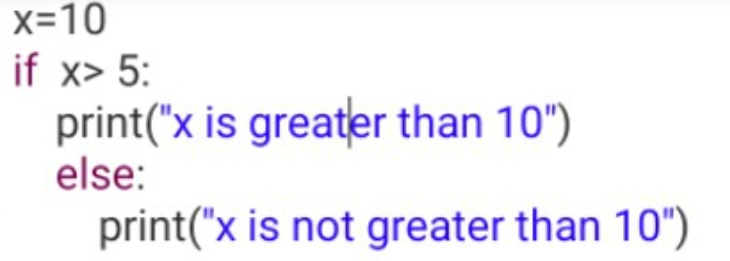 x=10
if x> 5:
    print("x is greater than 10")
    else:
        print("x is not greater than 10")